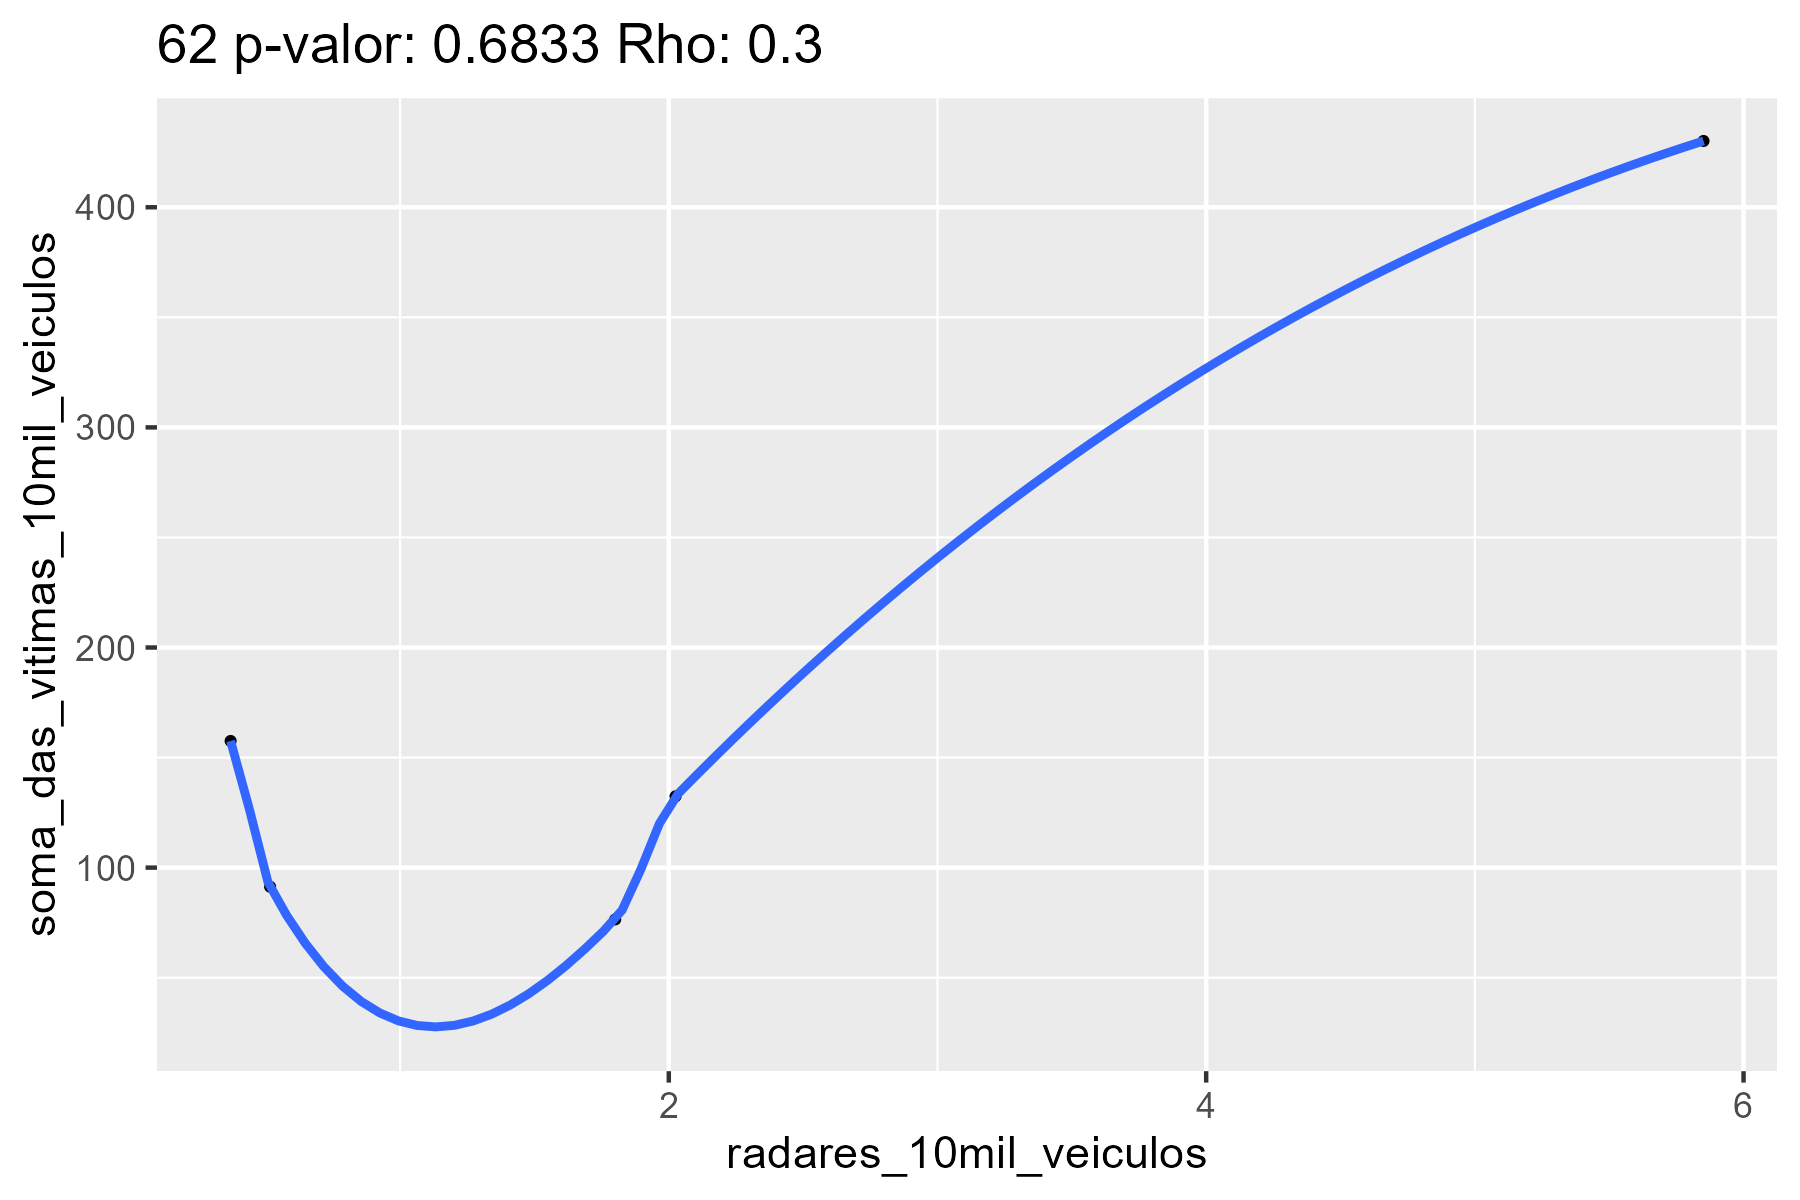 62 p-valor: 0.6833 Rho: 0.3
soma_das_vitimas_10mil_veiculos
400
300
200
100
2 4 6
radares_10mil_veiculos